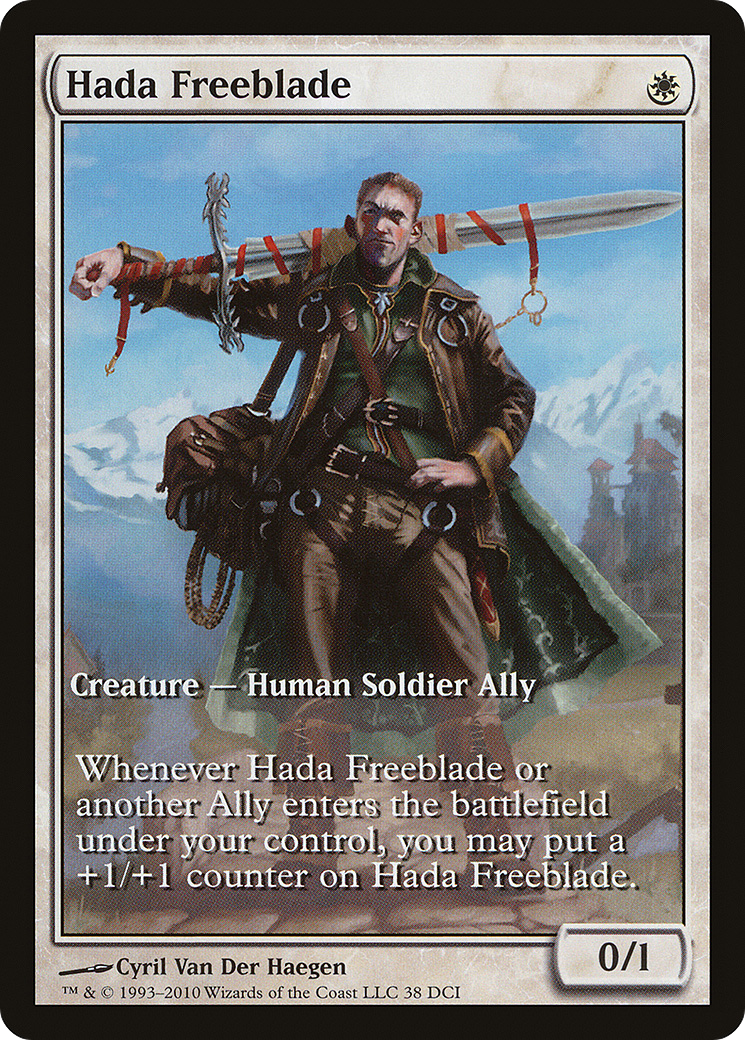 Hada Freeblade
Creature — Human Soldier Ally
Whenever Hada Freeblade or
another Ally enters the battlefield
under your control, you may put a
+1/+1 counter on Hada Freeblade.
0/1
Cyril Van Der Haegen
™ & © 1993–2010 Wizards of the Coast LLC 38 DCI